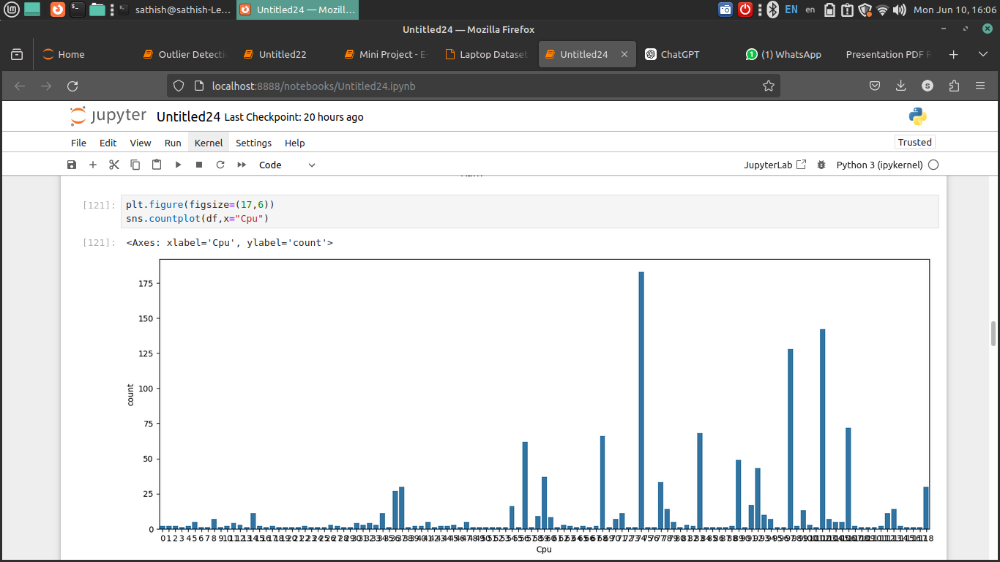 sathish@sathish-Le...
Untitled24 — Mozill...
EN
en
Mon Jun 10, 16:06
Untitled24 — Mozilla Firefox
Home
Outlier Detecti
Untitled22
Mini Project - E
Laptop Dataset
Untitled24
ChatGPT
(1) WhatsApp
Presentation PDF R
localhost:8888/notebooks/Untitled24.ipynb
S
jupyter
Untitled24 Last Checkpoint: 20 hours ago
File Edit View Run Kernel Settings Help
Trusted
Code
JupyterLab
Python 3 (ipykernel)
[121]:
plt.figure(figsize=(17,6))
sns.countplot(df,x="Cpu")
[121]:
<Axes: xlabel='Cpu', ylabel='count'>
175
150
125
100
75
50
25
0
count
0 1 2 3 4 5 6 7 8
Cpu